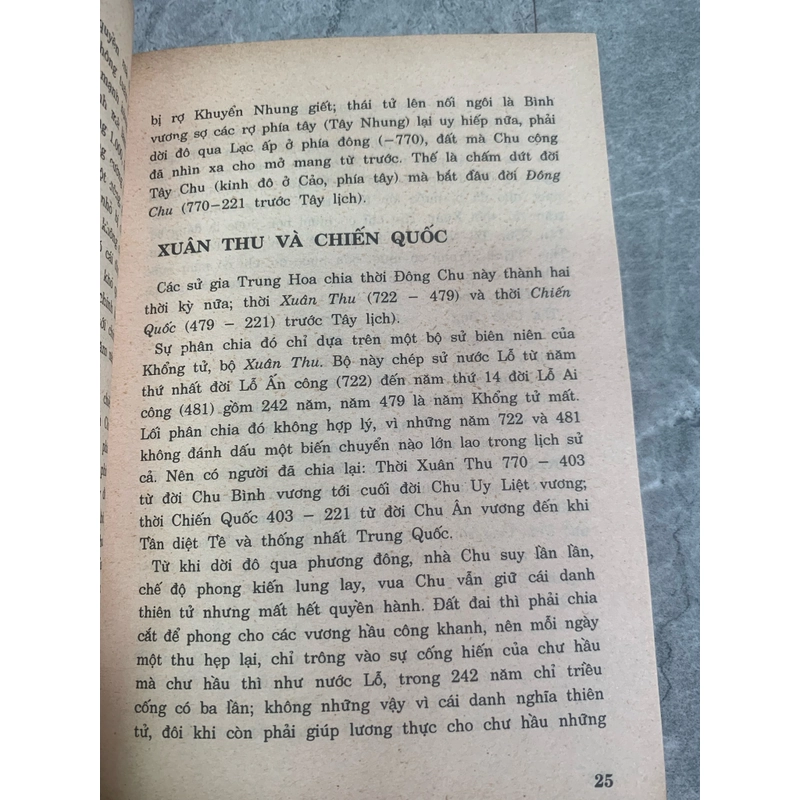 bị rợ Khuyển Nhung giết; thái tử lên nối ngôi là Bình
vương sợ các rợ phía tây (Tây Nhung) lại uy hiếp nữa, phải
dời đô qua Lạc ấp ở phía đông (−770), đất mà Chu công
đã nhìn xa cho mở mang từ trước. Thế là chấm dứt đời
Tây Chu (kinh đô ở Cảo, phía tây) mà bắt đầu đời Đông
Chu (770−221 trước Tây lịch).
XUÂN THU VÀ CHIẾN QUỐC
Các sử gia Trung Hoa chia thời Đông Chu này thành hai
thời kỳ nữa; thời Xuân Thu (722 − 479) và thời Chiến
Quốc (479 − 221) trước Tây lịch).
Sự phân chia đó chỉ dựa trên một bộ sử biên niên của
Khổng tử, bộ Xuân Thu. Bộ này chép sử nước Lỗ từ năm
thứ nhất đời Lỗ Ấn công (722) đến năm thứ 14 đời Lỗ Ai
công (481) gồm 242 năm, năm 479 là năm Khổng tử mất.
Lối phân chia đó không hợp lý, vì những năm 722 và 481
không đánh dấu một biến chuyển nào lớn lao trong lịch sử
cả. Nên có người đã chia lại: Thời Xuân Thu 770 − 403
từ đời Chu Bình vương tới cuối đời Chu Uy Liệt vương;
thời Chiến Quốc 403 − 221 từ đời Chu Ân vương đến khi
Tần diệt Tề và thống nhất Trung Quốc.
Từ khi dời đô qua phương đông, nhà Chu suy lần lần,
chế độ phong kiến lung lay, vua Chu vẫn giữ cái danh
thiên tử nhưng mất hết quyền hành. Đất đai thì phải chia
cắt để phong cho các vương hầu công khanh, nên mỗi ngày
một thu hẹp lại, chỉ trông vào sự cống hiến của chư hầu
mà chư hầu thì như nước Lỗ, trong 242 năm chỉ triều
cống có ba lần; không những vậy vì cái danh nghĩa thiên
tử, đôi khi còn phải giúp lương thực cho chư hầu những
25